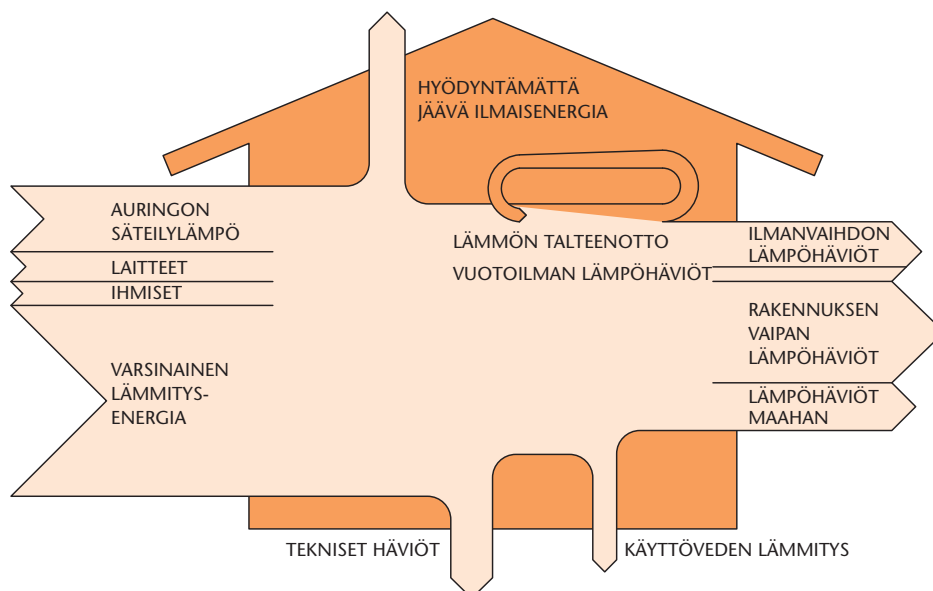 HYÖDYNTÄMÄTTÄ
JÄÄVÄ ILMAISENERGIA
AURINGON
SÄTEILYLÄMPÖ
LAITTEET
IHMISET
VARSINAINEN
LÄMMITYS-
ENERGIA
LÄMMÖN TALTEENOTTO
VUOTOILMAN LÄMPÖHÄVIÖT
ILMANVAIHDON
LÄMPÖHÄVIÖT
RAKENNUKSEN
VAIPAN
LÄMPÖHÄVIÖT
LÄMPÖHÄVIÖT
MAAHAN
TEKNISET HÄVIÖT
KÄYTTÖVEDEN LÄMMITYS